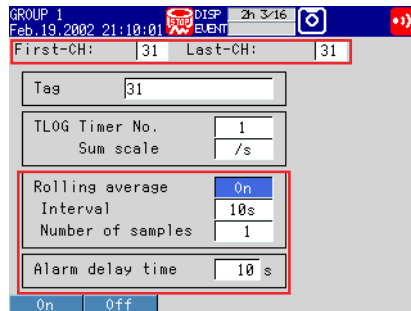 GROUP 1
Feb.19.2002 21:10:01
STOP
DISP 2h 3/16
EVENT
First-CH: 31 Last-CH: 31
Tag 31
TLOG Timer No. 1
Sum scale /s
Rolling average On
Interval 10s
Number of samples 1
Alarm delay time 10 s
On Off